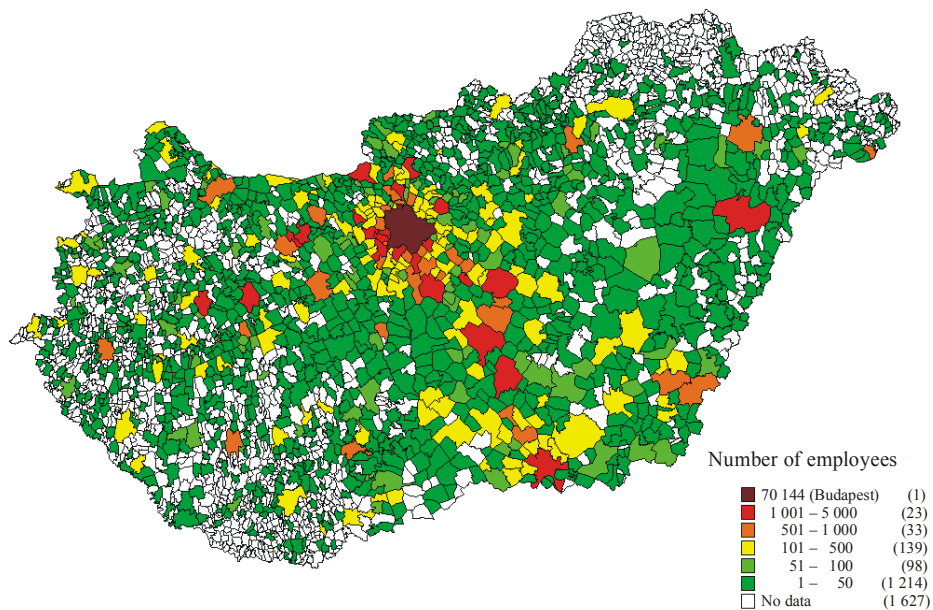 Number of employees
70 144 (Budapest) (1)
1 001 – 5 000 (23)
501 – 1 000 (33)
101 – 500 (139)
51 – 100 (98)
1 – 50 (1 214)
No data (1 627)